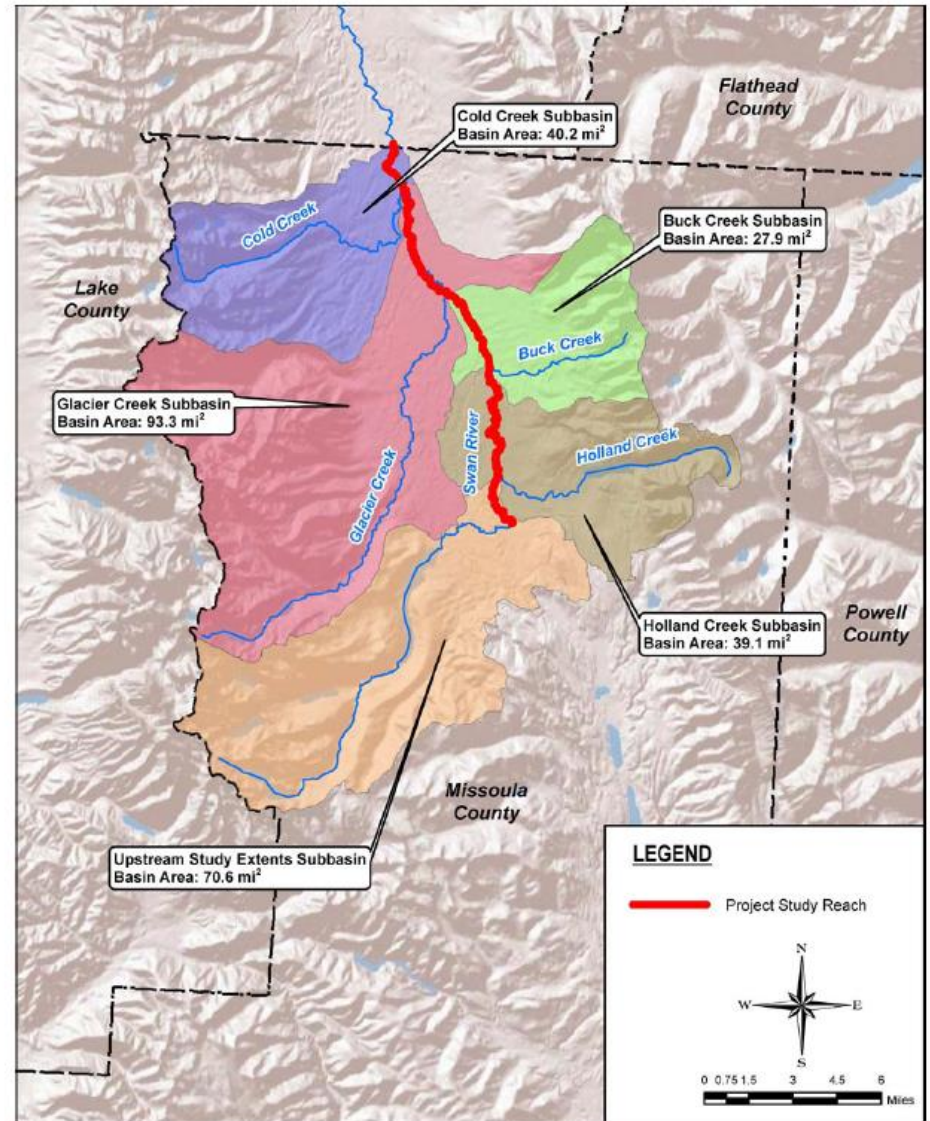 Flathead
County
Cold Creek Subbasin
Basin Area: 40.2 mi²
Buck Creek Subbasin
Basin Area: 27.9 mi²
Cold Creek
Lake
County
Buck Creek
Glacier Creek Subbasin
Basin Area: 93.3 mi²
Swan River
Holland Creek
Glacier Creek
Holland Creek Subbasin
Basin Area: 39.1 mi²
Powell
County
Missoula
County
Upstream Study Extents Subbasin
Basin Area: 70.6 mi²
LEGEND
Project Study Reach
N
W E
S
0 0.75 1.5 3 4.5 6
Miles